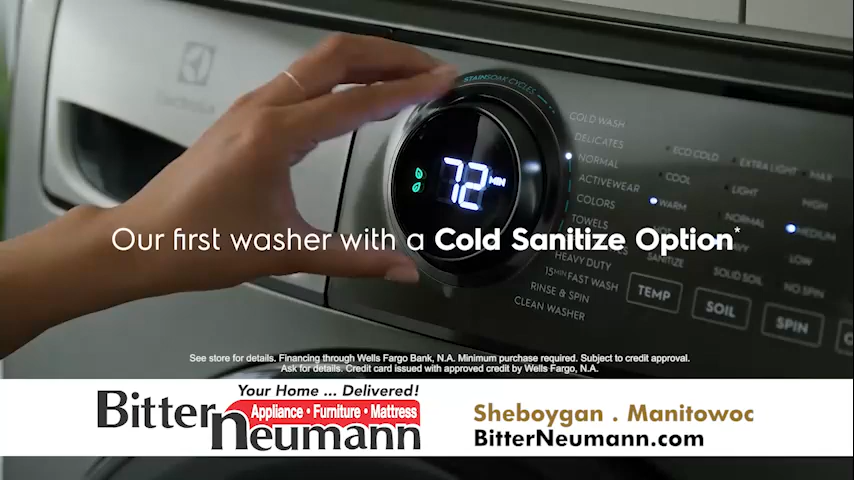 Electrolux
STAINSOAK CYCLES
COLD WASH
DELICATES
NORMAL
ACTIVEWEAR
COLORS
TOWELS
HEAVY DUTY
15MIN FAST WASH
RINSE & SPIN
CLEAN WASHER
ECO COLD
COOL
WARM
SANITIZE
TEMP
EXTRA LIGHT
LIGHT
NORMAL
SOLID SOIL
SOIL
MAX
HIGH
MEDIUM
LOW
NO SPIN
SPIN
72 MIN
Our first washer with a Cold Sanitize Option*
See store for details. Financing through Wells Fargo Bank, N.A. Minimum purchase required. Subject to credit approval.
Ask for details. Credit card issued with approved credit by Wells Fargo, N.A.
Your Home ... Delivered!
Bitter Neumann
Appliance • Furniture • Mattress
Sheboygan . Manitowoc
BitterNeumann.com